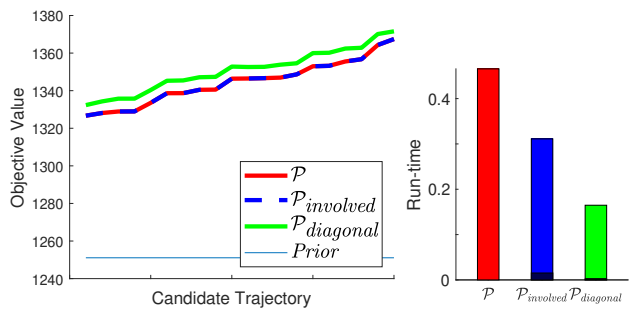 1380
1360
1340
1320
1300
1280
1260
1240
Objective Value
Candidate Trajectory
𝒫
𝒫involved
𝒫diagonal
Prior
0.4
0.2
0
Run-time
𝒫
𝒫involved
𝒫diagonal